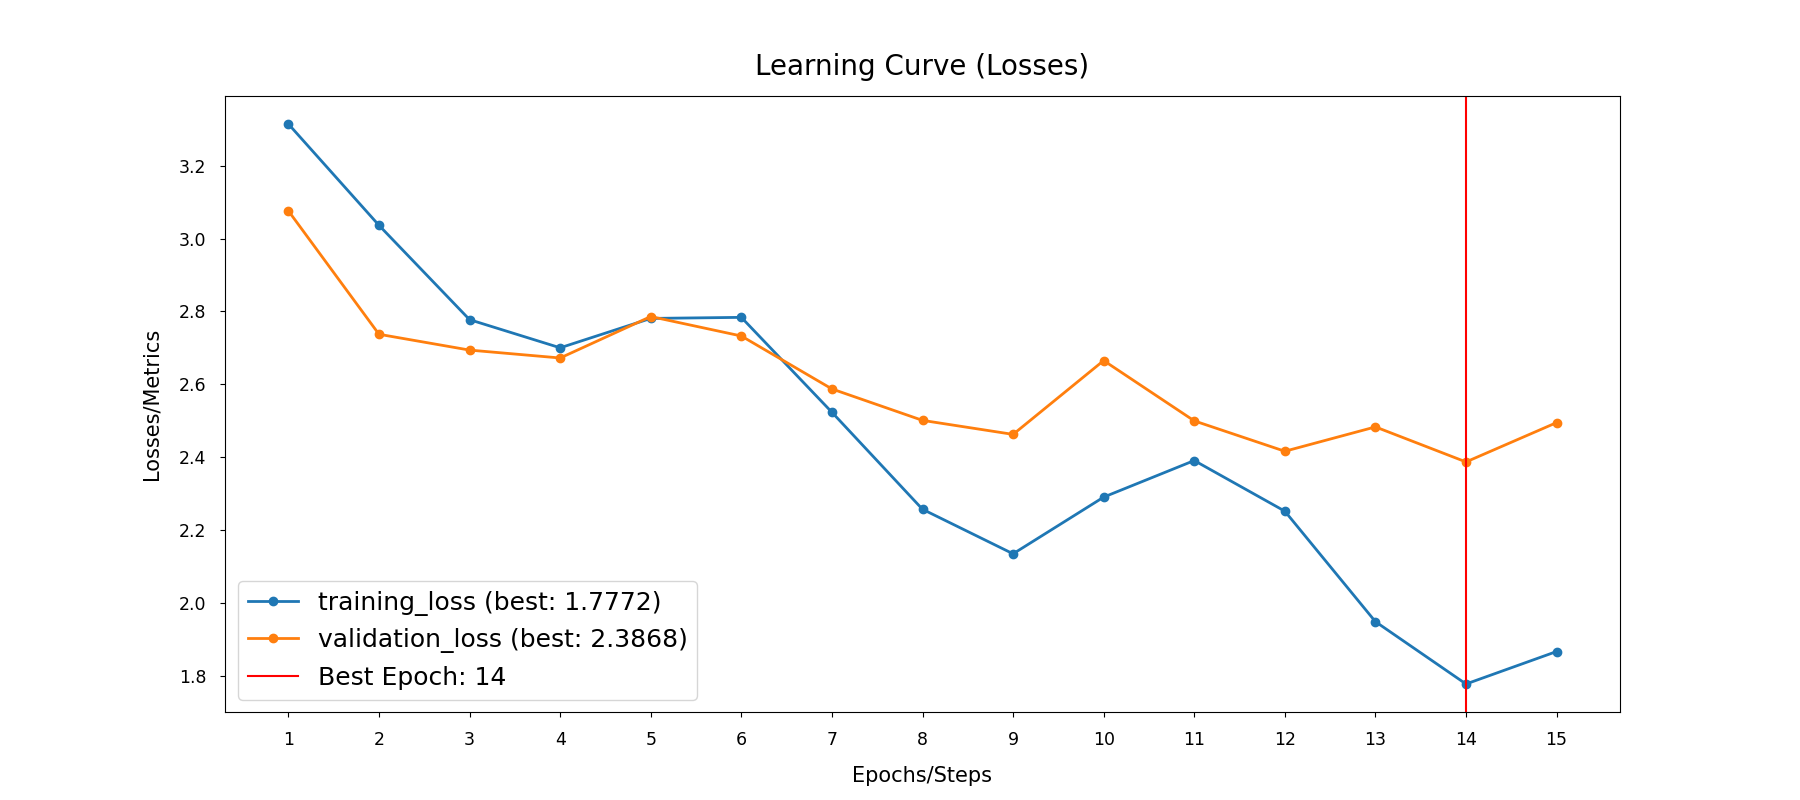 Learning Curve (Losses)
Losses/Metrics
3.2
3.0
2.8
2.6
2.4
2.2
2.0
1.8
training_loss (best: 1.7772)
validation_loss (best: 2.3868)
Best Epoch: 14
1 2 3 4 5 6 7 8 9 10 11 12 13 14 15
Epochs/Steps